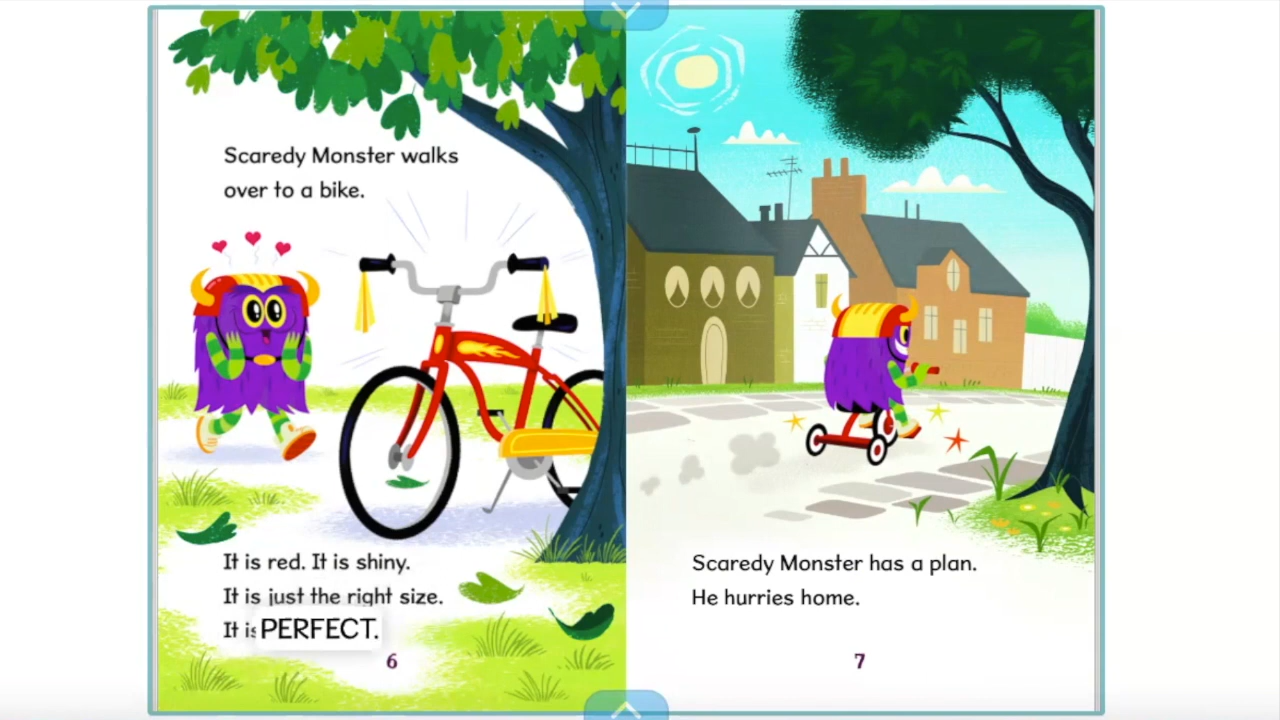 Scaredy Monster walks
over to a bike.
It is red. It is shiny.
It is just the right size.
It is PERFECT.
6
Scaredy Monster has a plan.
He hurries home.
7